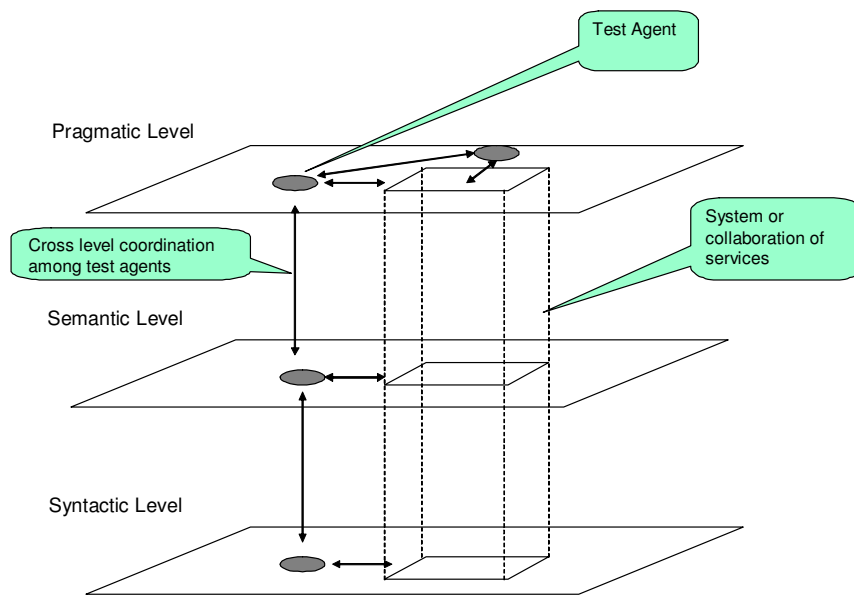 Test Agent
Pragmatic Level
System or
collaboration of
services
Cross level coordination
among test agents
Semantic Level
Syntactic Level